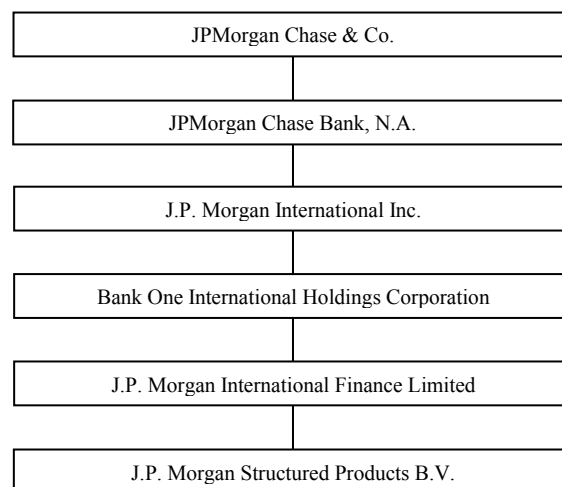 JPMorgan Chase & Co.
JPMorgan Chase Bank, N.A.
J.P. Morgan International Inc.
Bank One International Holdings Corporation
J.P. Morgan International Finance Limited
J.P. Morgan Structured Products B.V.